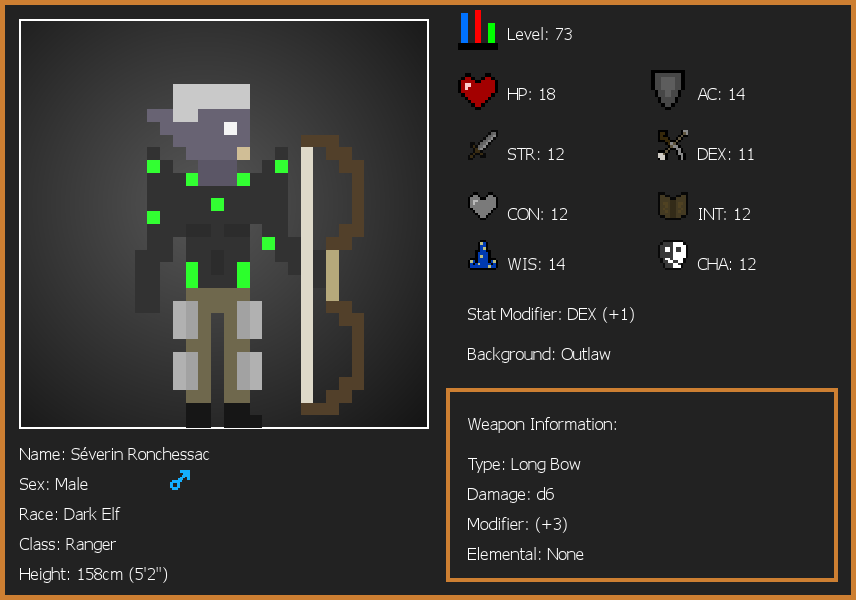 Level: 73
HP: 18
AC: 14
STR: 12
DEX: 11
CON: 12
INT: 12
WIS: 14
CHA: 12
Stat Modifier: DEX (+1)
Background: Outlaw
Weapon Information:
Type: Long Bow
Damage: d6
Modifier: (+3)
Elemental: None
Name: Séverin Ronchessac
Sex: Male
Race: Dark Elf
Class: Ranger
Height: 158cm (5'2")